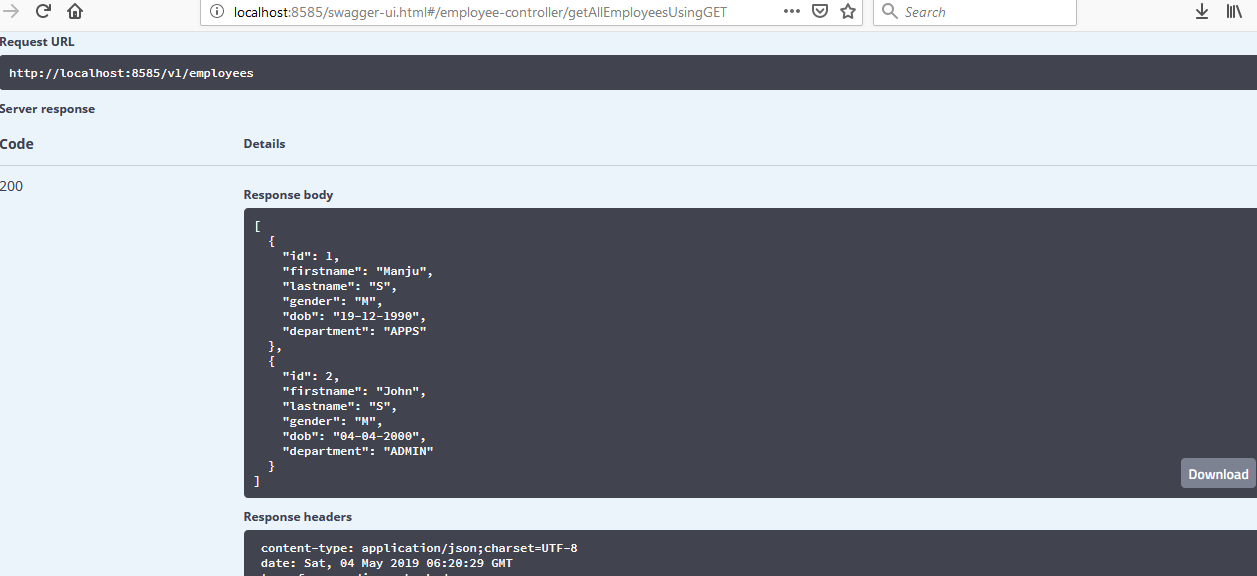 localhost:8585/swagger-ui.html#/employee-controller/getAllEmployeesUsingGET
Search
Request URL
http://localhost:8585/v1/employees
Server response
Code
Details
200
Response body
[
{
"id": 1,
"firstname": "Manju",
"lastname": "S",
"gender": "M",
"dob": "19-12-1990",
"department": "APPS"
},
{
"id": 2,
"firstname": "John",
"lastname": "S",
"gender": "M",
"dob": "04-04-2000",
"department": "ADMIN"
}
]
Download
Response headers
content-type: application/json;charset=UTF-8
date: Sat, 04 May 2019 06:20:29 GMT